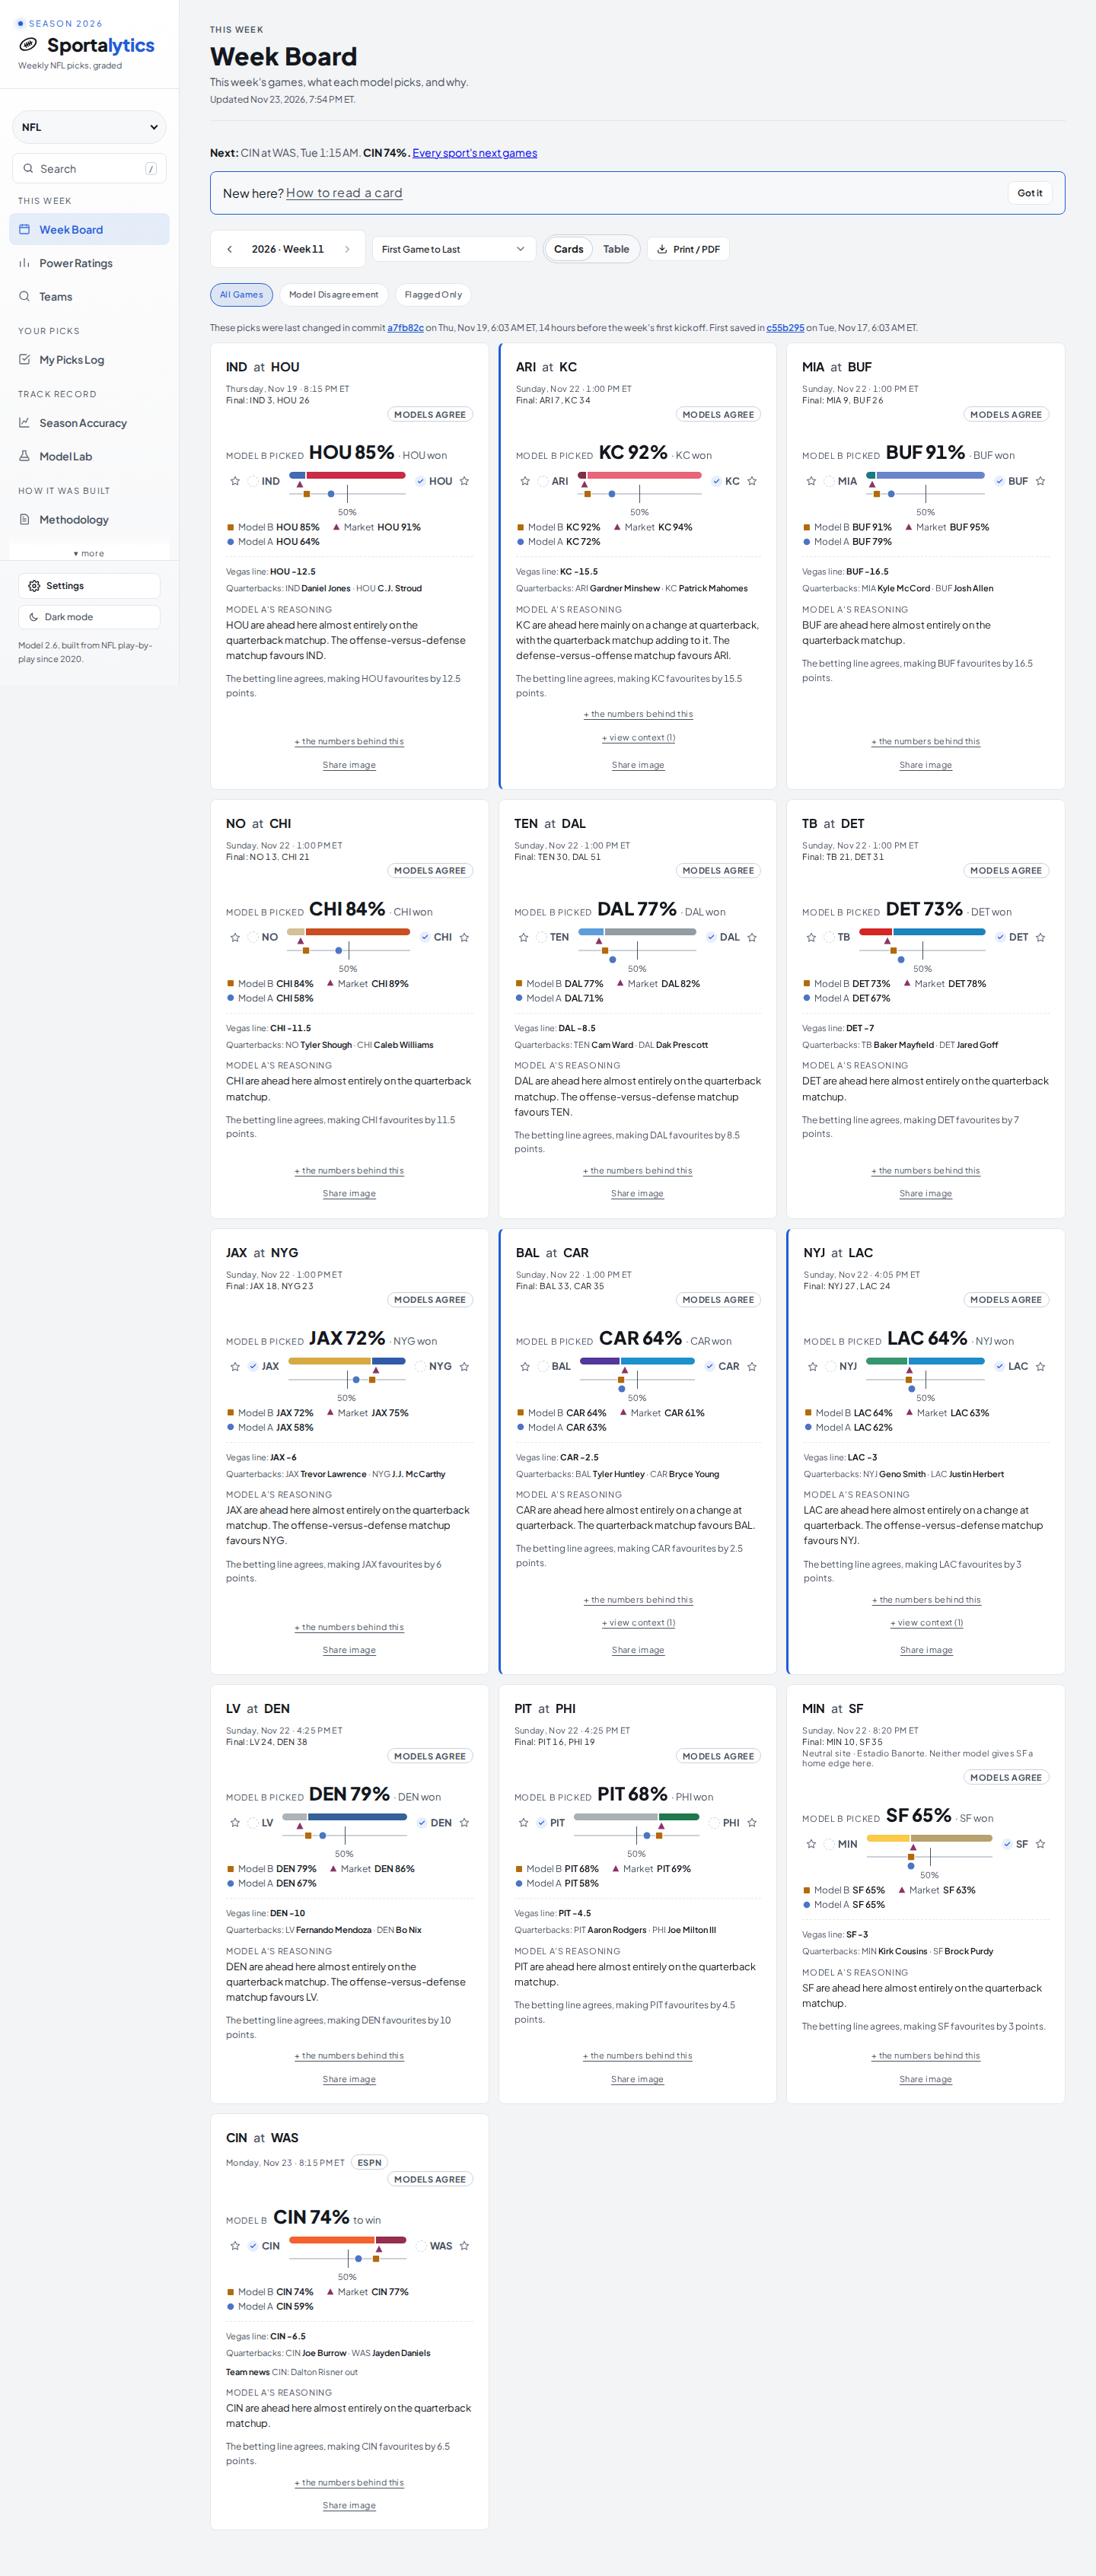 SEASON 2026
Sportalytics
Weekly NFL picks, graded
NFL
Search /
THIS WEEK
Week Board
Power Ratings
Teams
YOUR PICKS
My Picks Log
TRACK RECORD
Season Accuracy
Model Lab
HOW IT WAS BUILT
Methodology
▾ more
Settings
Dark mode
Model 2.6, built from NFL play-by-
play since 2020.
THIS WEEK
Week Board
This week's games, what each model picks, and why.
Updated Nov 23, 2026, 7:54 PM ET.
Next: CIN at WAS, Tue 1:15 AM. CIN 74%. Every sport's next games
New here? How to read a card
Got it
2026 · Week 11
First Game to Last
Cards
Table
Print / PDF
All Games
Model Disagreement
Flagged Only
These picks were last changed in commit a7fb82c on Thu, Nov 19, 6:03 AM ET, 14 hours before the week's first kickoff. First saved in c55b295 on Tue, Nov 17, 6:03 AM ET.
IND at HOU
Thursday, Nov 19 · 8:15 PM ET
Final: IND 3, HOU 26
MODELS AGREE
MODEL B PICKED HOU 85% · HOU won
IND
HOU
50%
Model B HOU 85% Market HOU 91%
Model A HOU 64%
Vegas line: HOU -12.5
Quarterbacks: IND Daniel Jones · HOU C.J. Stroud
MODEL A'S REASONING
HOU are ahead here almost entirely on the
quarterback matchup. The offense-versus-defense
matchup favours IND.
The betting line agrees, making HOU favourites by 12.5
points.
+ the numbers behind this
Share image
ARI at KC
Sunday, Nov 22 · 1:00 PM ET
Final: ARI 7, KC 34
MODELS AGREE
MODEL B PICKED KC 92% · KC won
ARI
KC
50%
Model B KC 92% Market KC 94%
Model A KC 72%
Vegas line: KC -15.5
Quarterbacks: ARI Gardner Minshew · KC Patrick Mahomes
MODEL A'S REASONING
KC are ahead here mainly on a change at quarterback,
with the quarterback matchup adding to it. The
defense-versus-offense matchup favours ARI.
The betting line agrees, making KC favourites by 15.5
points.
+ the numbers behind this
+ view context (1)
Share image
MIA at BUF
Sunday, Nov 22 · 1:00 PM ET
Final: MIA 9, BUF 26
MODELS AGREE
MODEL B PICKED BUF 91% · BUF won
MIA
BUF
50%
Model B BUF 91% Market BUF 95%
Model A BUF 79%
Vegas line: BUF -16.5
Quarterbacks: MIA Kyle McCord · BUF Josh Allen
MODEL A'S REASONING
BUF are ahead here almost entirely on the
quarterback matchup.
The betting line agrees, making BUF favourites by 16.5
points.
+ the numbers behind this
Share image
NO at CHI
Sunday, Nov 22 · 1:00 PM ET
Final: NO 13, CHI 21
MODELS AGREE
MODEL B PICKED CHI 84% · CHI won
NO
CHI
50%
Model B CHI 84% Market CHI 89%
Model A CHI 58%
Vegas line: CHI -11.5
Quarterbacks: NO Tyler Shough · CHI Caleb Williams
MODEL A'S REASONING
CHI are ahead here almost entirely on the quarterback
matchup.
The betting line agrees, making CHI favourites by 11.5
points.
+ the numbers behind this
Share image
TEN at DAL
Sunday, Nov 22 · 1:00 PM ET
Final: TEN 30, DAL 51
MODELS AGREE
MODEL B PICKED DAL 77% · DAL won
TEN
DAL
50%
Model B DAL 77% Market DAL 82%
Model A DAL 71%
Vegas line: DAL -8.5
Quarterbacks: TEN Cam Ward · DAL Dak Prescott
MODEL A'S REASONING
DAL are ahead here almost entirely on the quarterback
matchup. The offense-versus-defense matchup
favours TEN.
The betting line agrees, making DAL favourites by 8.5
points.
+ the numbers behind this
Share image
TB at DET
Sunday, Nov 22 · 1:00 PM ET
Final: TB 21, DET 31
MODELS AGREE
MODEL B PICKED DET 73% · DET won
TB
DET
50%
Model B DET 73% Market DET 78%
Model A DET 67%
Vegas line: DET -7
Quarterbacks: TB Baker Mayfield · DET Jared Goff
MODEL A'S REASONING
DET are ahead here almost entirely on the quarterback
matchup.
The betting line agrees, making DET favourites by 7
points.
+ the numbers behind this
Share image
JAX at NYG
Sunday, Nov 22 · 1:00 PM ET
Final: JAX 18, NYG 23
MODELS AGREE
MODEL B PICKED JAX 72% · NYG won
JAX
NYG
50%
Model B JAX 72% Market JAX 75%
Model A JAX 58%
Vegas line: JAX -6
Quarterbacks: JAX Trevor Lawrence · NYG J.J. McCarthy
MODEL A'S REASONING
JAX are ahead here almost entirely on the quarterback
matchup. The offense-versus-defense matchup
favours NYG.
The betting line agrees, making JAX favourites by 6
points.
+ the numbers behind this
Share image
BAL at CAR
Sunday, Nov 22 · 1:00 PM ET
Final: BAL 33, CAR 35
MODELS AGREE
MODEL B PICKED CAR 64% · CAR won
BAL
CAR
50%
Model B CAR 64% Market CAR 61%
Model A CAR 63%
Vegas line: CAR -2.5
Quarterbacks: BAL Tyler Huntley · CAR Bryce Young
MODEL A'S REASONING
CAR are ahead here almost entirely on a change at
quarterback. The quarterback matchup favours BAL.
The betting line agrees, making CAR favourites by 2.5
points.
+ the numbers behind this
+ view context (1)
Share image
NYJ at LAC
Sunday, Nov 22 · 4:05 PM ET
Final: NYJ 27, LAC 24
MODELS AGREE
MODEL B PICKED LAC 64% · NYJ won
NYJ
LAC
50%
Model B LAC 64% Market LAC 63%
Model A LAC 62%
Vegas line: LAC -3
Quarterbacks: NYJ Geno Smith · LAC Justin Herbert
MODEL A'S REASONING
LAC are ahead here almost entirely on a change at
quarterback. The offense-versus-defense matchup
favours NYJ.
The betting line agrees, making LAC favourites by 3
points.
+ the numbers behind this
+ view context (1)
Share image
LV at DEN
Sunday, Nov 22 · 4:25 PM ET
Final: LV 24, DEN 38
MODELS AGREE
MODEL B PICKED DEN 79% · DEN won
LV
DEN
50%
Model B DEN 79% Market DEN 86%
Model A DEN 67%
Vegas line: DEN -10
Quarterbacks: LV Fernando Mendoza · DEN Bo Nix
MODEL A'S REASONING
DEN are ahead here almost entirely on the
quarterback matchup. The offense-versus-defense
matchup favours LV.
The betting line agrees, making DEN favourites by 10
points.
+ the numbers behind this
Share image
PIT at PHI
Sunday, Nov 22 · 4:25 PM ET
Final: PIT 16, PHI 19
MODELS AGREE
MODEL B PICKED PIT 68% · PHI won
PIT
PHI
50%
Model B PIT 68% Market PIT 69%
Model A PIT 58%
Vegas line: PIT -4.5
Quarterbacks: PIT Aaron Rodgers · PHI Joe Milton III
MODEL A'S REASONING
PIT are ahead here almost entirely on the quarterback
matchup.
The betting line agrees, making PIT favourites by 4.5
points.
+ the numbers behind this
Share image
MIN at SF
Sunday, Nov 22 · 8:20 PM ET
Final: MIN 10, SF 35
Neutral site · Estadio Banorte. Neither model gives SF a
home edge here.
MODELS AGREE
MODEL B PICKED SF 65% · SF won
MIN
SF
50%
Model B SF 65% Market SF 63%
Model A SF 65%
Vegas line: SF -3
Quarterbacks: MIN Kirk Cousins · SF Brock Purdy
MODEL A'S REASONING
SF are ahead here almost entirely on the quarterback
matchup.
The betting line agrees, making SF favourites by 3 points.
+ the numbers behind this
Share image
CIN at WAS
Monday, Nov 23 · 8:15 PM ET ESPN
MODELS AGREE
MODEL B CIN 74% to win
CIN
WAS
50%
Model B CIN 74% Market CIN 77%
Model A CIN 59%
Vegas line: CIN -6.5
Quarterbacks: CIN Joe Burrow · WAS Jayden Daniels
Team news CIN: Dalton Risner out
MODEL A'S REASONING
CIN are ahead here almost entirely on the quarterback
matchup.
The betting line agrees, making CIN favourites by 6.5
points.
+ the numbers behind this
Share image